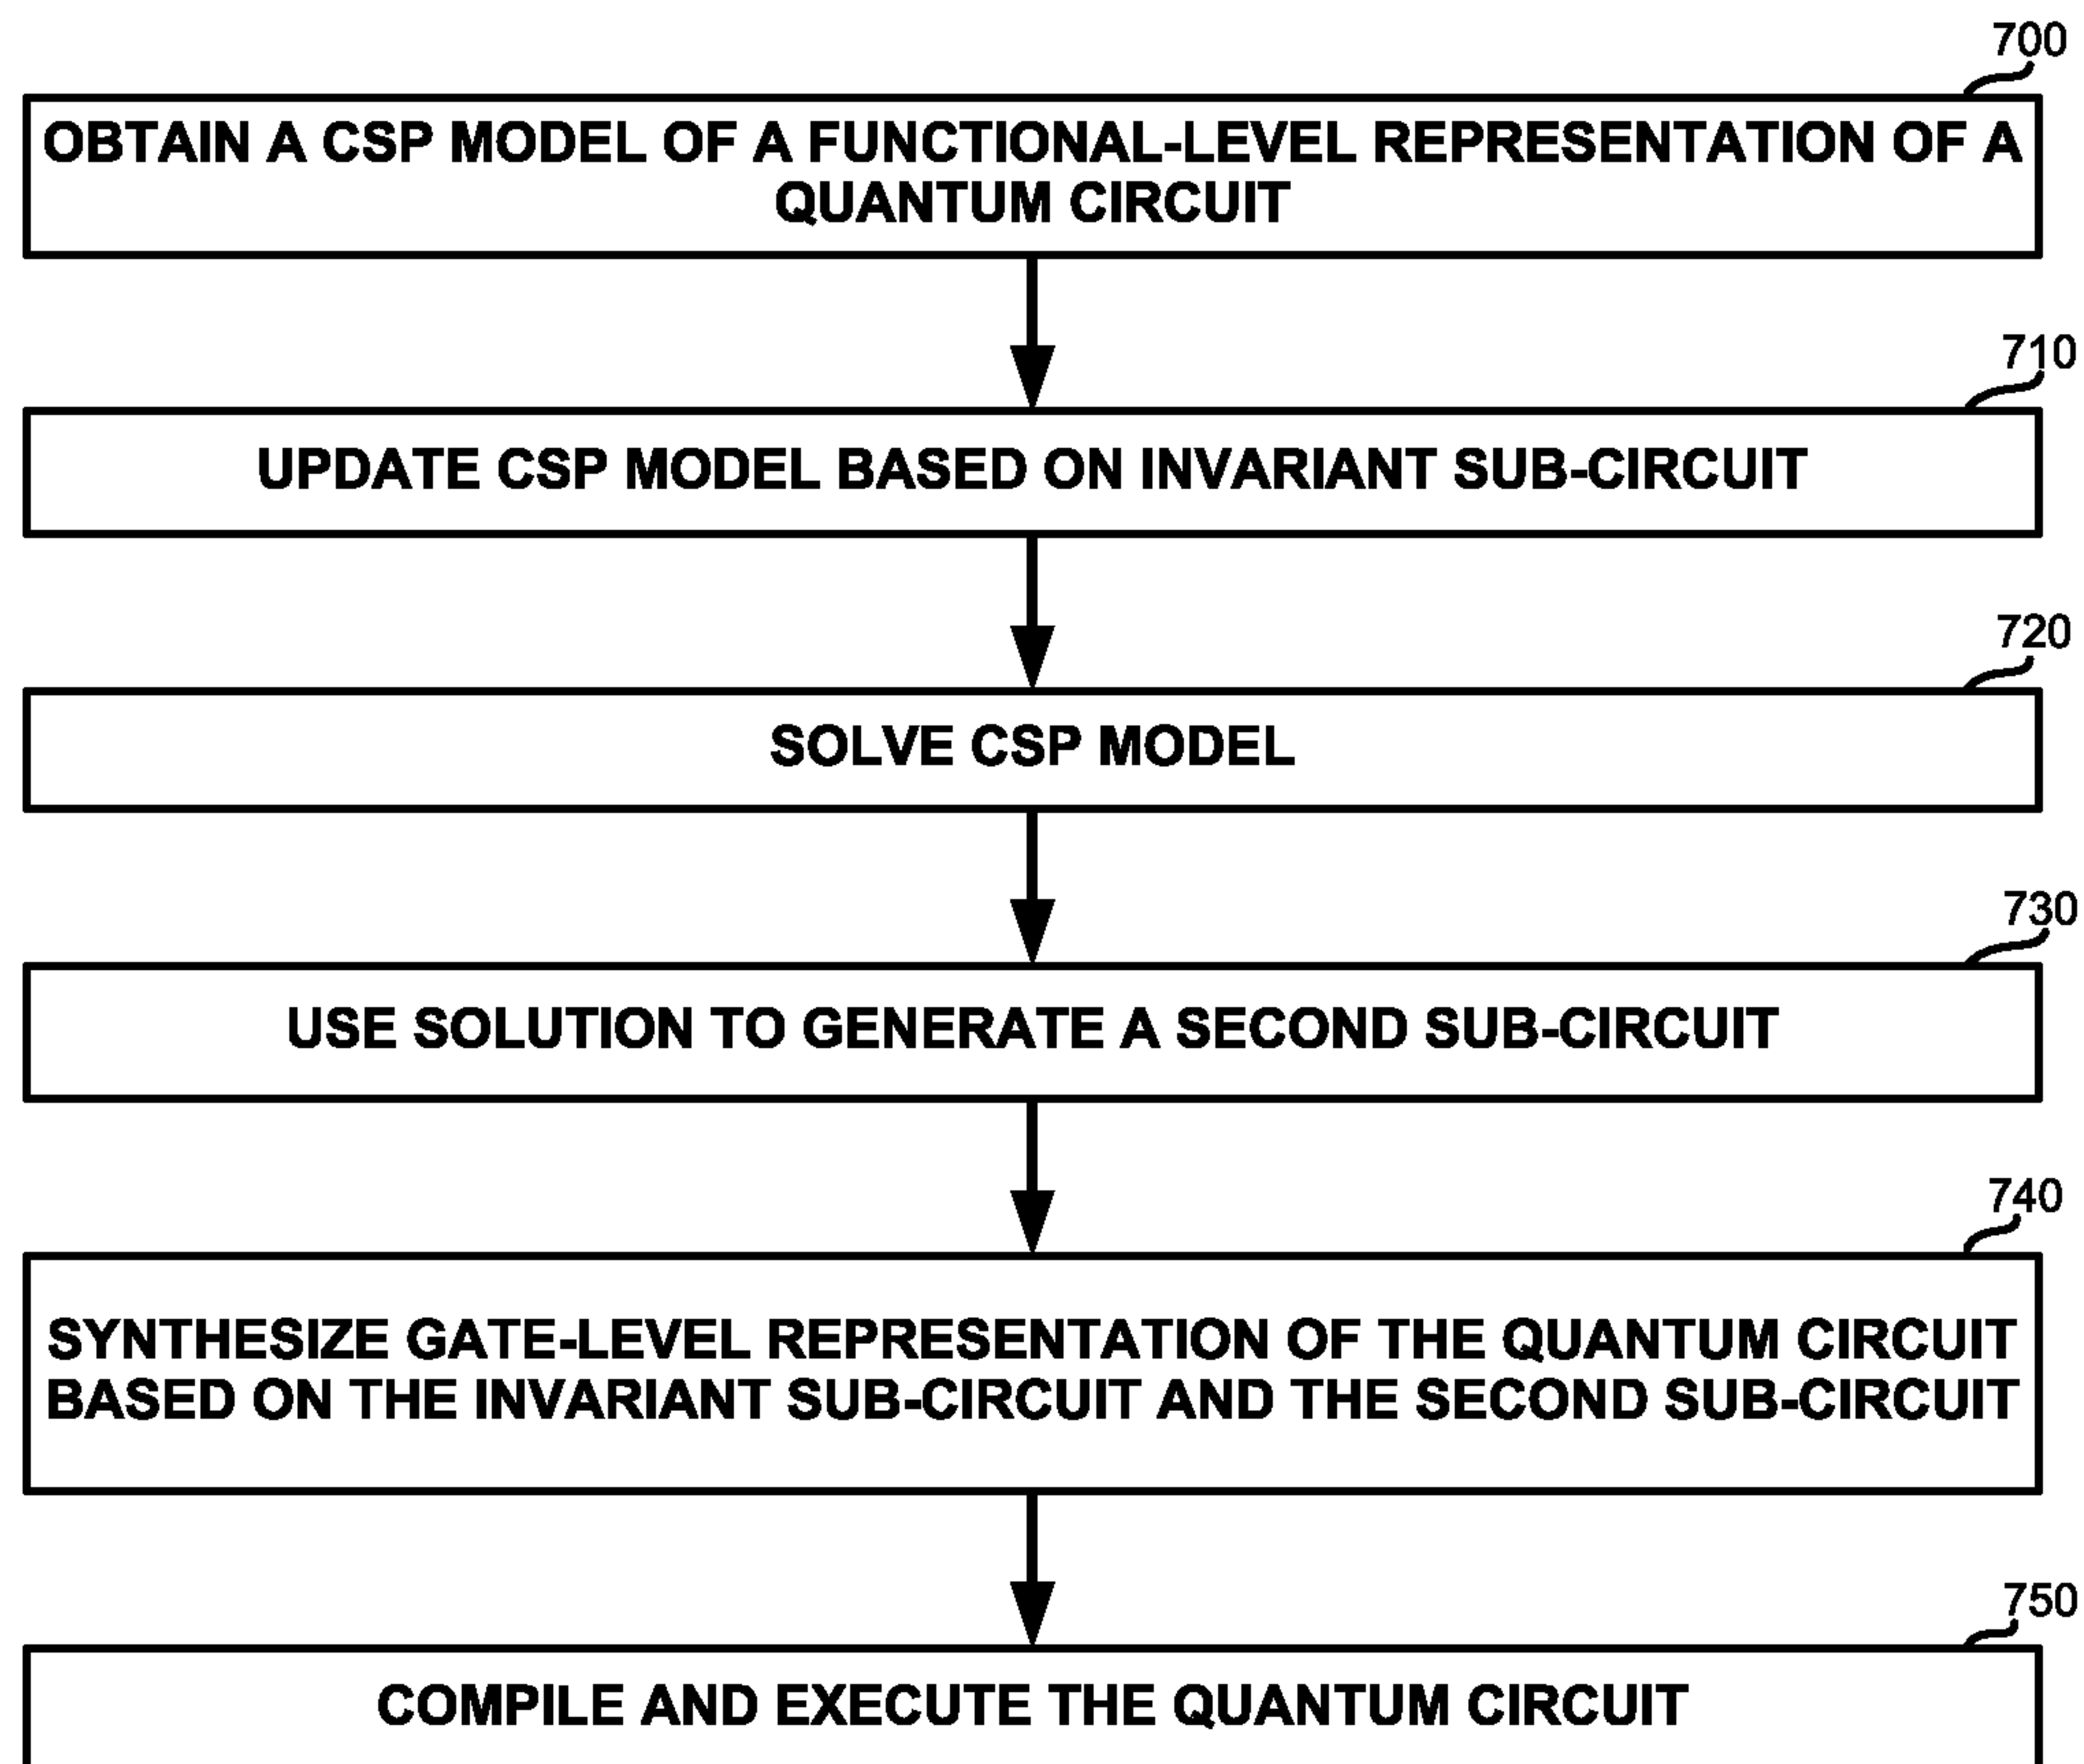 700
OBTAIN A CSP MODEL OF A FUNCTIONAL-LEVEL REPRESENTATION OF A
QUANTUM CIRCUIT
710
UPDATE CSP MODEL BASED ON INVARIANT SUB-CIRCUIT
720
SOLVE CSP MODEL
730
USE SOLUTION TO GENERATE A SECOND SUB-CIRCUIT
740
SYNTHESIZE GATE-LEVEL REPRESENTATION OF THE QUANTUM CIRCUIT
BASED ON THE INVARIANT SUB-CIRCUIT AND THE SECOND SUB-CIRCUIT
750
COMPILE AND EXECUTE THE QUANTUM CIRCUIT